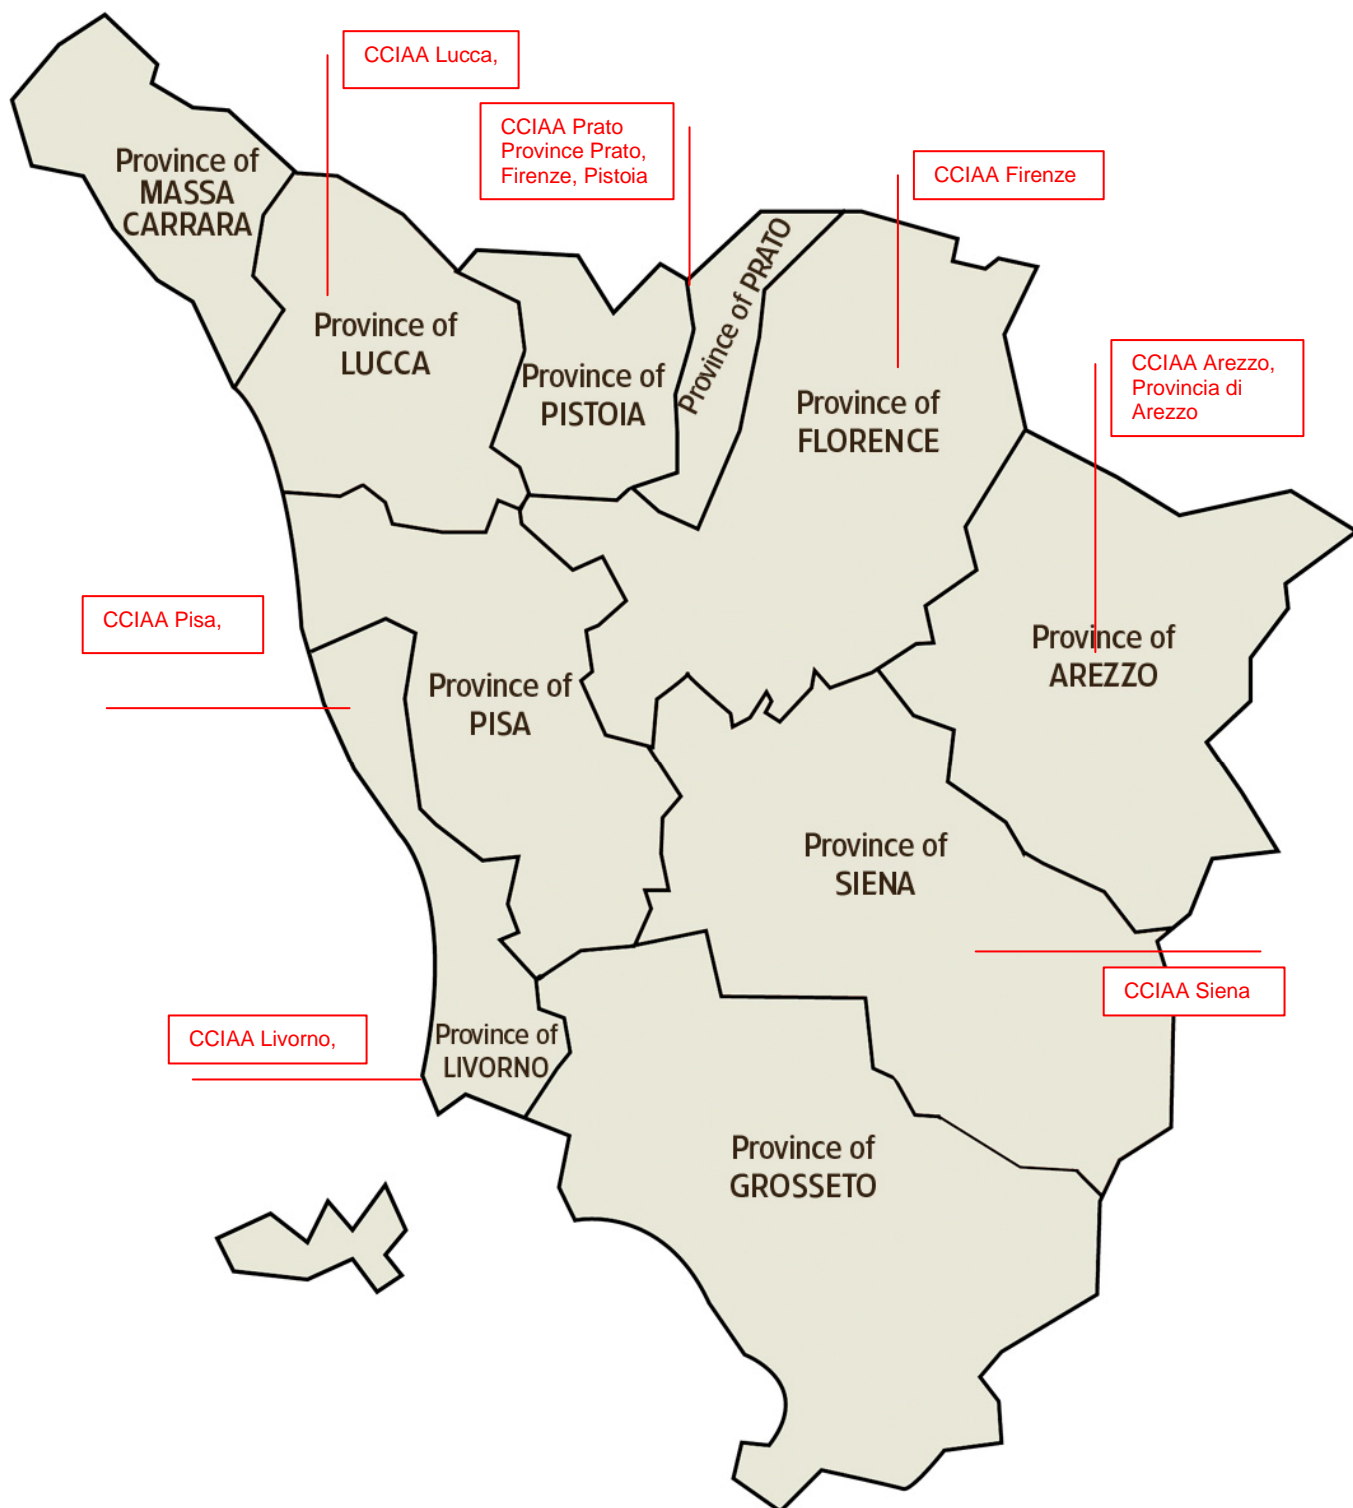 CCIAA Lucca,
CCIAA Prato
Province Prato,
Firenze, Pistoia
CCIAA Firenze
Province of
MASSA
CARRARA
Province of PRATO
Province of
LUCCA
Province of
PISTOIA
Province of
FLORENCE
CCIAA Arezzo,
Provincia di
Arezzo
CCIAA Pisa,
Province of
AREZZO
Province of
PISA
Province of
SIENA
CCIAA Siena
CCIAA Livorno,
Province of
LIVORNO
Province of
GROSSETO